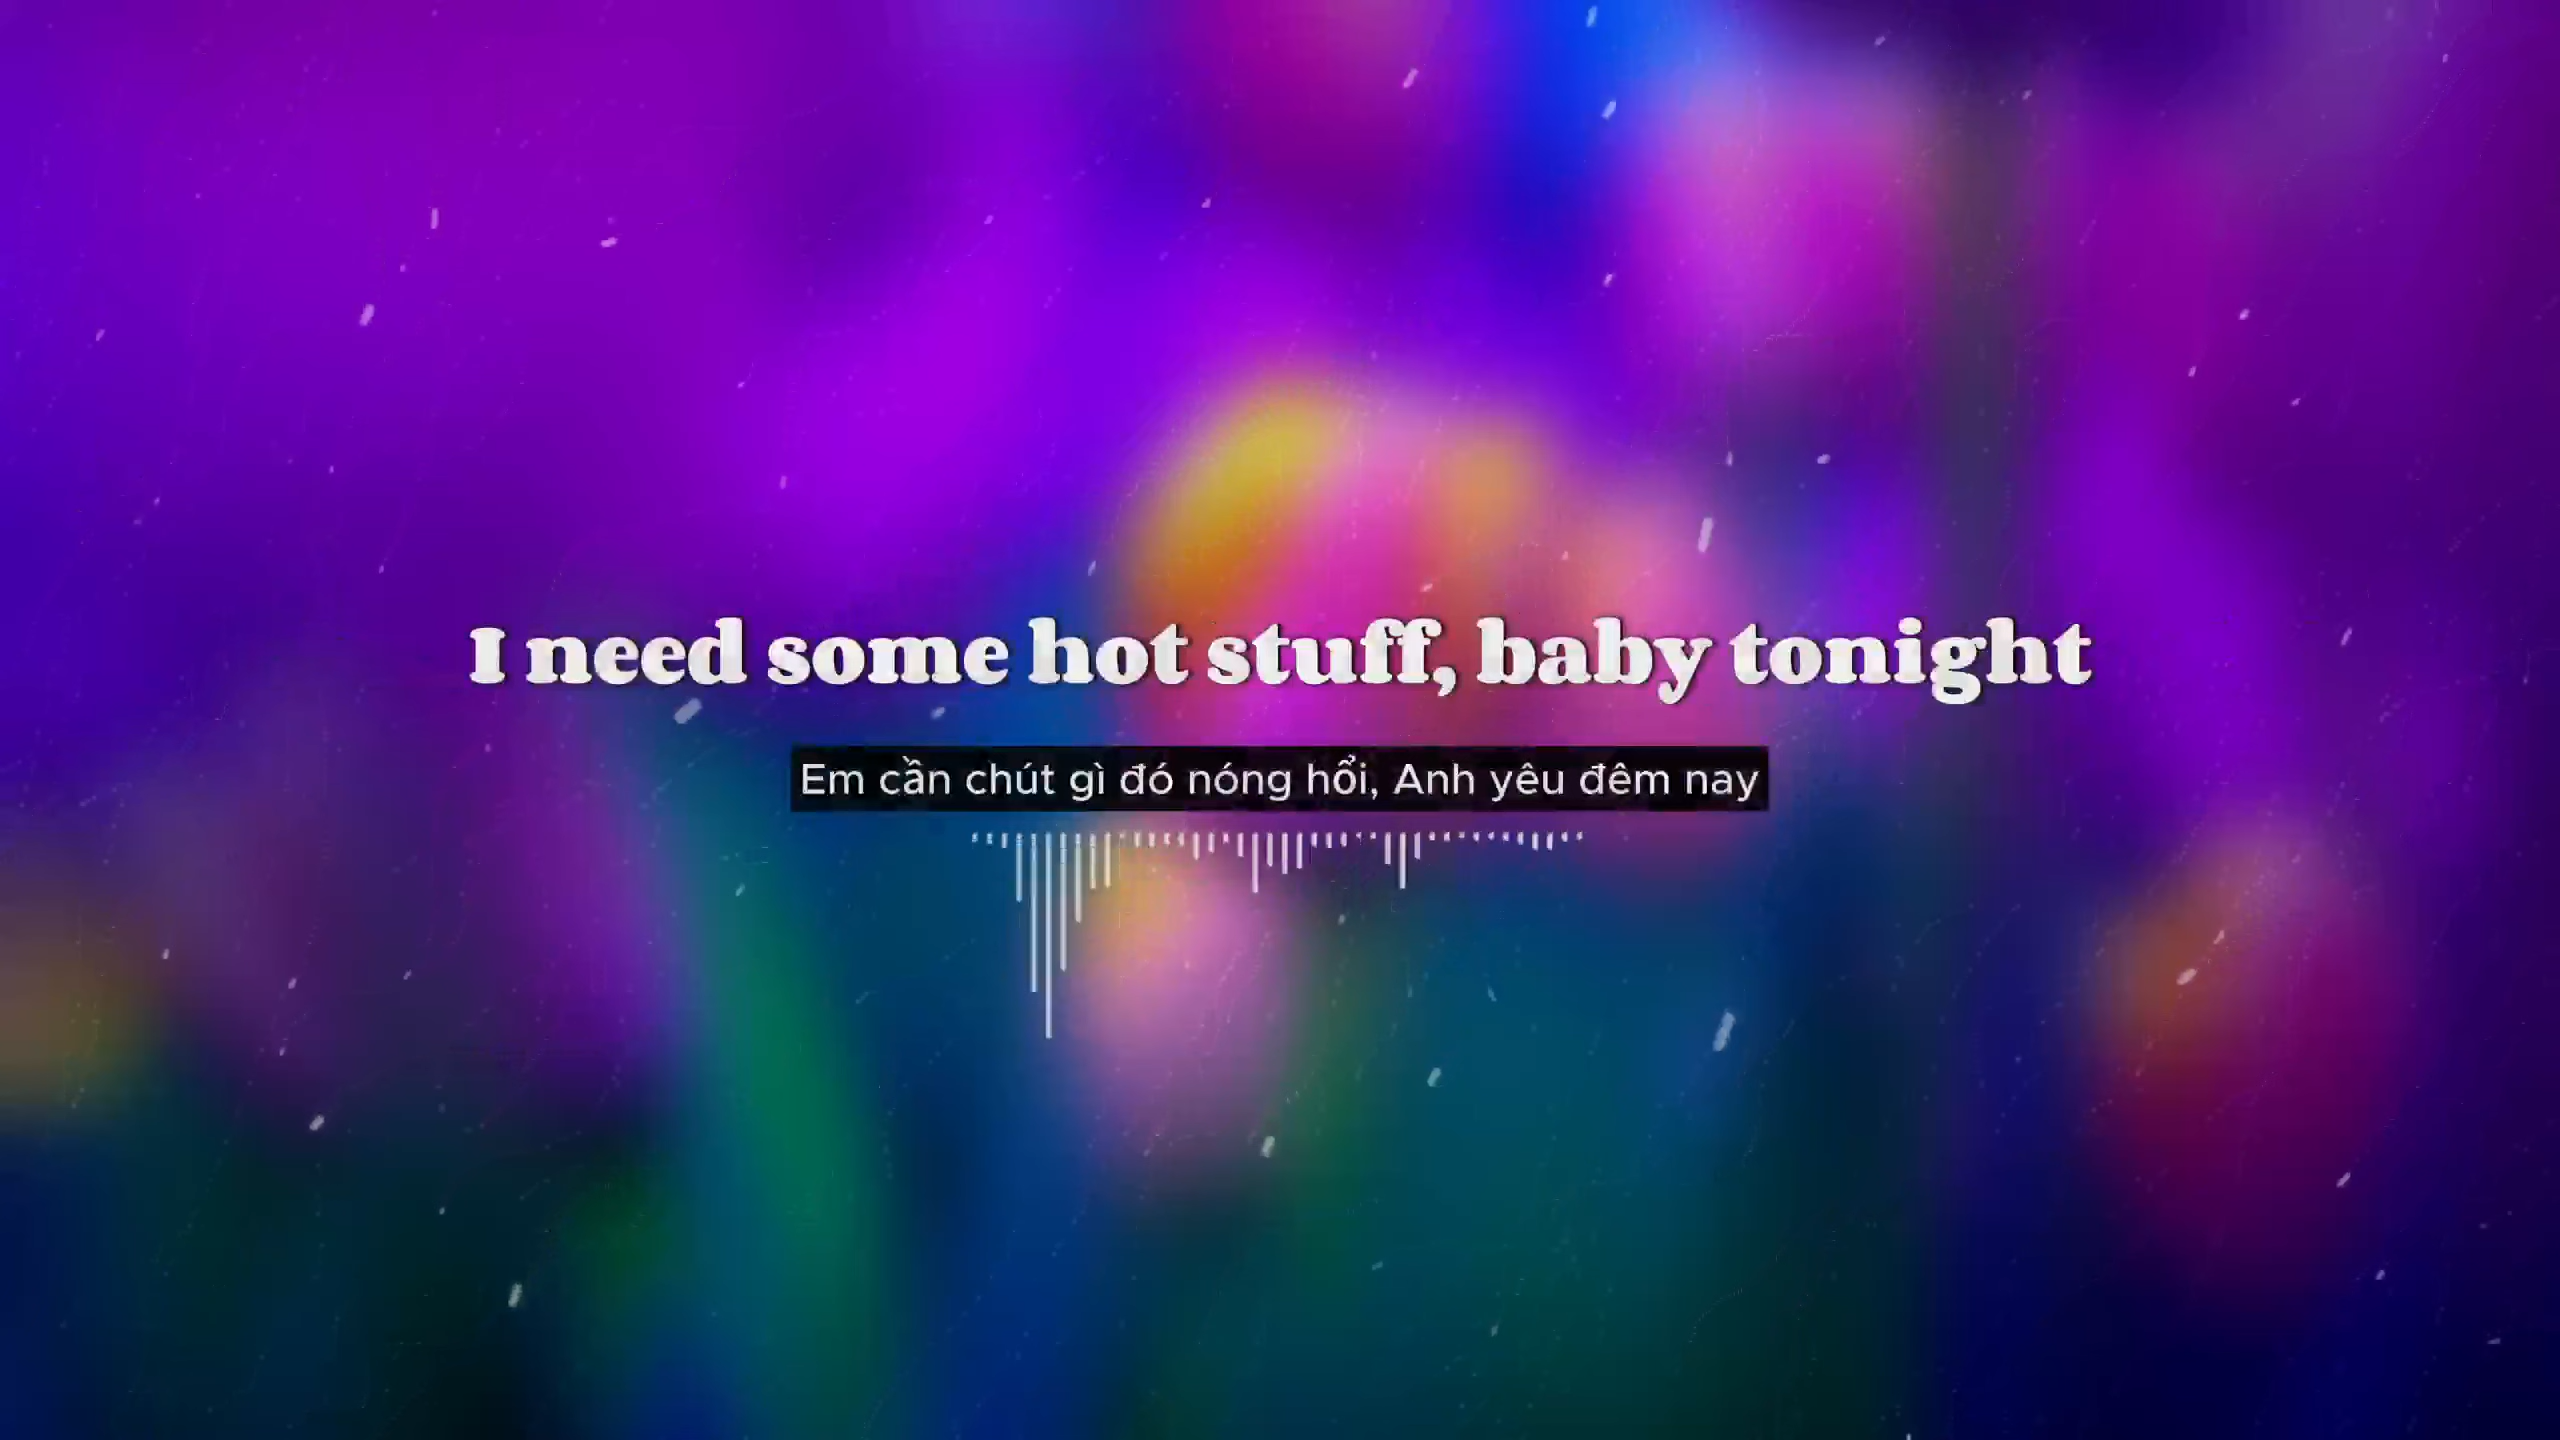 I need some hot stuff, baby tonight
Em cần chút gì đó nóng hổi, Anh yêu đêm nay